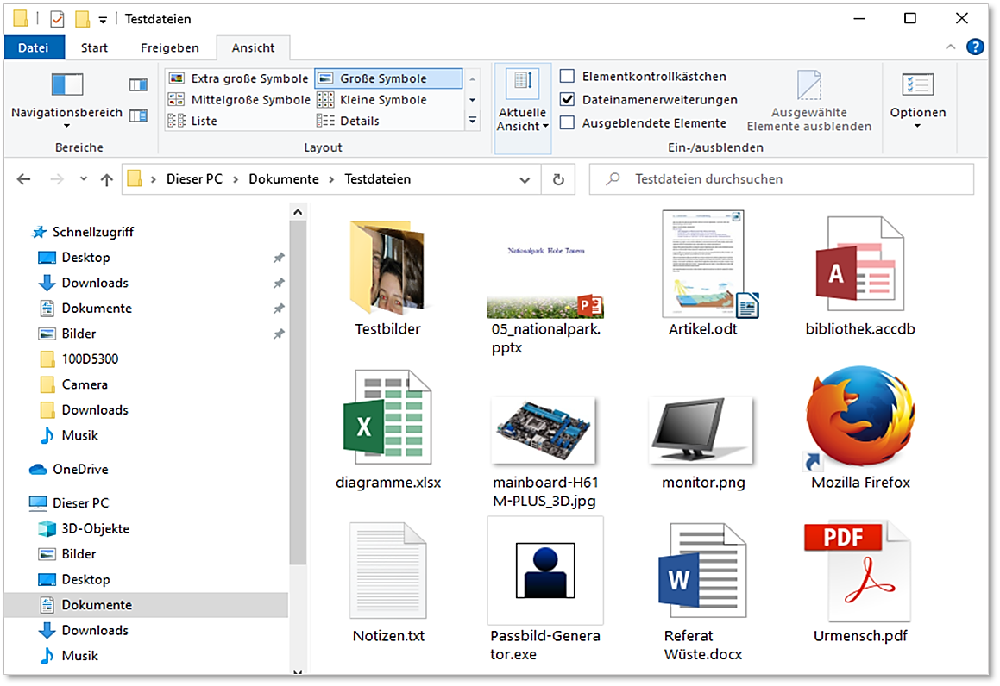 Testdateien
Datei Start Freigeben Ansicht
Extra große Symbole Große Symbole
Mittelgroße Symbole Kleine Symbole
Liste Details
Navigationsbereich
Bereiche
Layout
Aktuelle
Ansicht
Elementkontrollkästchen
Dateinamenerweiterungen
Ausgeblendete Elemente
Ausgewählte
Elemente ausblenden
Ein-/ausblenden
Optionen
Dieser PC > Dokumente > Testdateien
Testdateien durchsuchen
Schnellzugriff
Desktop
Downloads
Dokumente
Bilder
100D5300
Camera
Downloads
Musik
OneDrive
Dieser PC
3D-Objekte
Bilder
Desktop
Dokumente
Downloads
Musik
Testbilder
Nationalpark Hohe Tauern
P
05_nationalpark.
pptx
Artikel.odt
A
bibliothek.accdb
X
diagramme.xlsx
mainboard-H61
M-PLUS_3D.jpg
monitor.png
Mozilla Firefox
Notizen.txt
Passbild-Genera
tor.exe
W
Referat
Wüste.docx
PDF
Urmensch.pdf